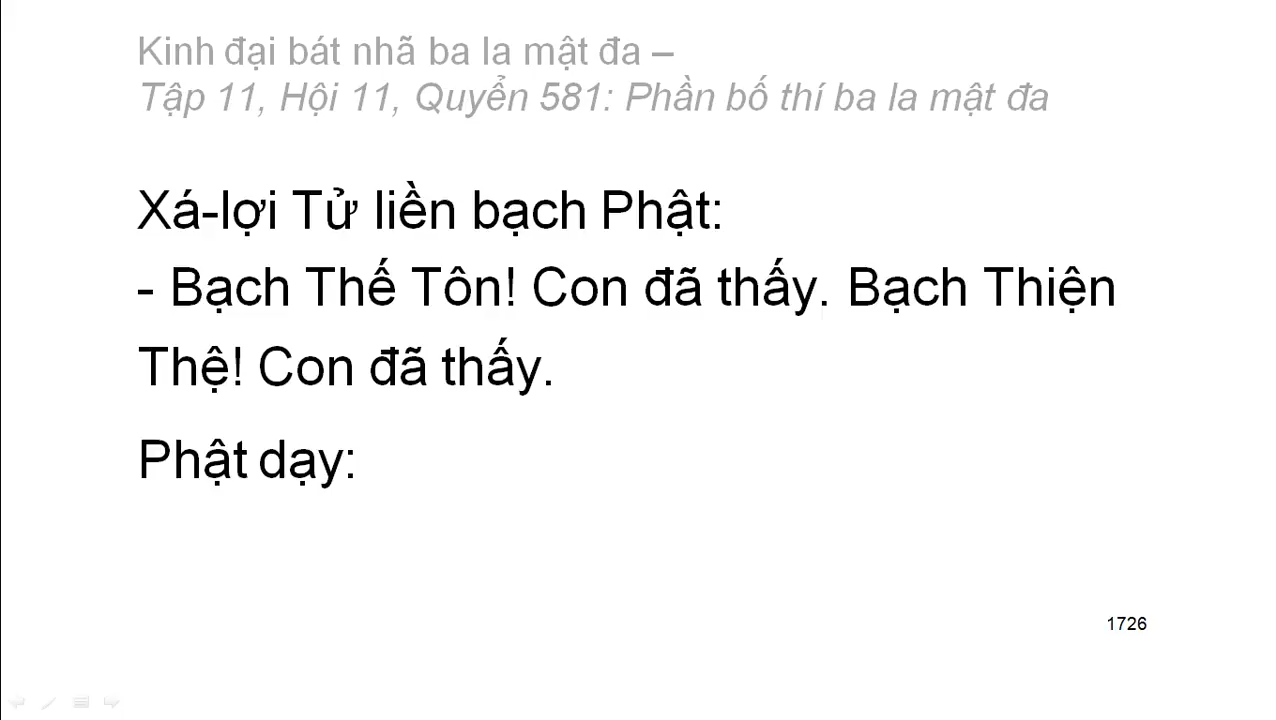 Kinh đại bát nhã ba la mật đa –
Tập 11, Hội 11, Quyển 581: Phần bố thí ba la mật đa
Xá-lợi Tử liền bạch Phật:
- Bạch Thế Tôn! Con đã thấy. Bạch Thiện
Thệ! Con đã thấy.
Phật dạy:
1726